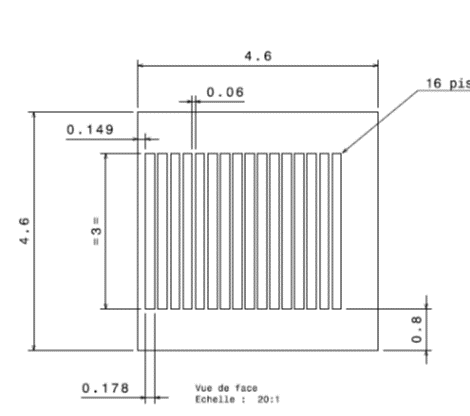 4.6
0.06
16 pis
0.149
4.6
=3=
0.8
0.178
Vue de face
Echelle : 20:1